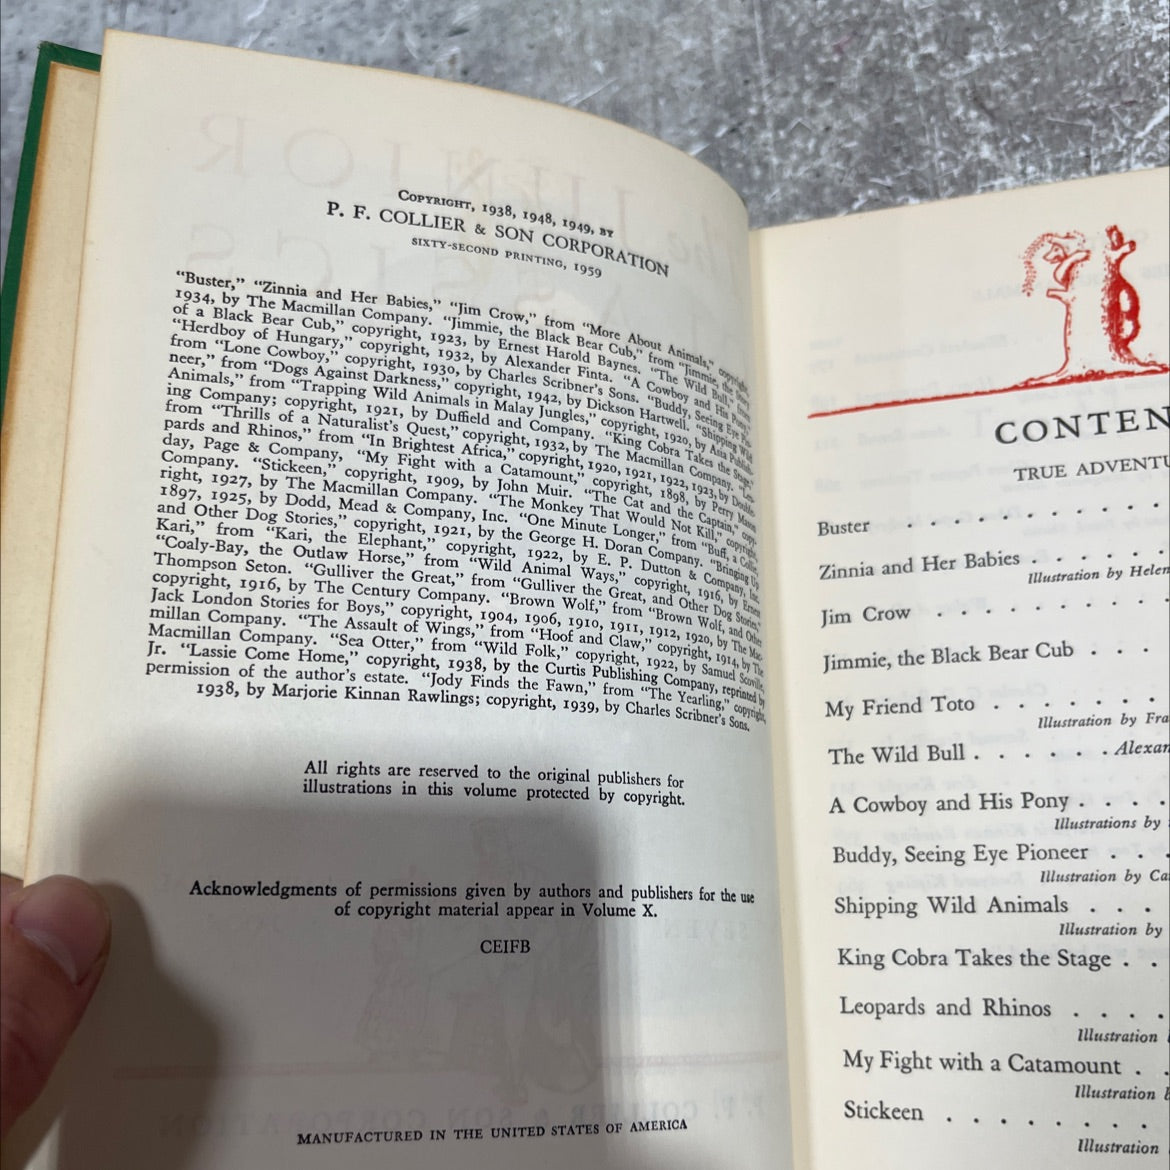 Copyright, 1938, 1948, 1949, by
P. F. COLLIER & SON CORPORATION
SIXTY-SECOND PRINTING, 1959
"Buster," "Zinnia and Her Babies," "Jim Crow," from "More About Animals," copyright,
1934, by The Macmillan Company. "Jimmie, the Black Bear Cub," from "Jimmie, the Story
of a Black Bear Cub," copyright, 1923, by Ernest Harold Baynes. "The Wild Bull," from
"Herdboy of Hungary," copyright, 1932, by Alexander Finta. "A Cowboy and His Pony,"
from "Lone Cowboy," copyright, 1930, by Charles Scribner's Sons. "Buddy, Seeing Eye Pio-
neer," from "Dogs Against Darkness," copyright, 1942, by Dickson Hartwell. "Shipping Wild
Animals," from "Trapping Wild Animals in Malay Jungles," copyright, 1920, by Asia Publish-
ing Company; copyright, 1921, by Duffield and Company. "King Cobra Takes the Stage,"
from "Thrills of a Naturalist's Quest," copyright, 1932, by The Macmillan Company. "Leo-
pards and Rhinos," from "In Brightest Africa," copyright, 1920, 1921, 1922, 1923, by Double-
day, Page & Company, "My Fight with a Catamount," copyright, 1898, by Perry Mason
Company. "Stickeen," copyright, 1909, by John Muir. "The Cat and the Captain," copy-
right, 1927, by The Macmillan Company. "The Monkey That Would Not Kill," copyright,
1897, 1925, by Dodd, Mead & Company, Inc. "One Minute Longer," from "Buff, a Collie,
and Other Dog Stories," copyright, 1921, by the George H. Doran Company. "Bringing Up
Kari," from "Kari, the Elephant," copyright, 1922, by E. P. Dutton & Company, Inc.
"Coaly-Bay, the Outlaw Horse," from "Wild Animal Ways," copyright, 1916, by Ernest
Thompson Seton. "Gulliver the Great," from "Gulliver the Great, and Other Dog Stories,"
copyright, 1916, by The Century Company. "Brown Wolf," from "Brown Wolf, and Other
Jack London Stories for Boys," copyright, 1904, 1906, 1910, 1911, 1912, 1920, by The Mac-
millan Company. "The Assault of Wings," from "Hoof and Claw," copyright, 1914, by The
Macmillan Company. "Sea Otter," from "Wild Folk," copyright, 1922, by Samuel Scoville,
Jr. "Lassie Come Home," copyright, 1938, by the Curtis Publishing Company, reprinted by
permission of the author's estate. "Jody Finds the Fawn," from "The Yearling," copyright,
1938, by Marjorie Kinnan Rawlings; copyright, 1939, by Charles Scribner's Sons.
All rights are reserved to the original publishers for
illustrations in this volume protected by copyright.
Acknowledgments of permissions given by authors and publishers for the use
of copyright material appear in Volume X.
CEIFB
MANUFACTURED IN THE UNITED STATES OF AMERICA
CONTEN
TRUE ADVENTU
Buster . . . . . . . . . . .
Zinnia and Her Babies . . . . . .
Illustration by Helen
Jim Crow . . . . . . . . . .
Jimmie, the Black Bear Cub . . .
My Friend Toto . . . . . . .
Illustration by Fra
The Wild Bull . . . . . . . Alexan
A Cowboy and His Pony . . . .
Illustrations by
Buddy, Seeing Eye Pioneer . . .
Illustration by Ca
Shipping Wild Animals . . . .
Illustration by
King Cobra Takes the Stage . .
Leopards and Rhinos . . . .
Illustration
My Fight with a Catamount . .
Illustration
Stickeen . . . . . . . . .
Illustration